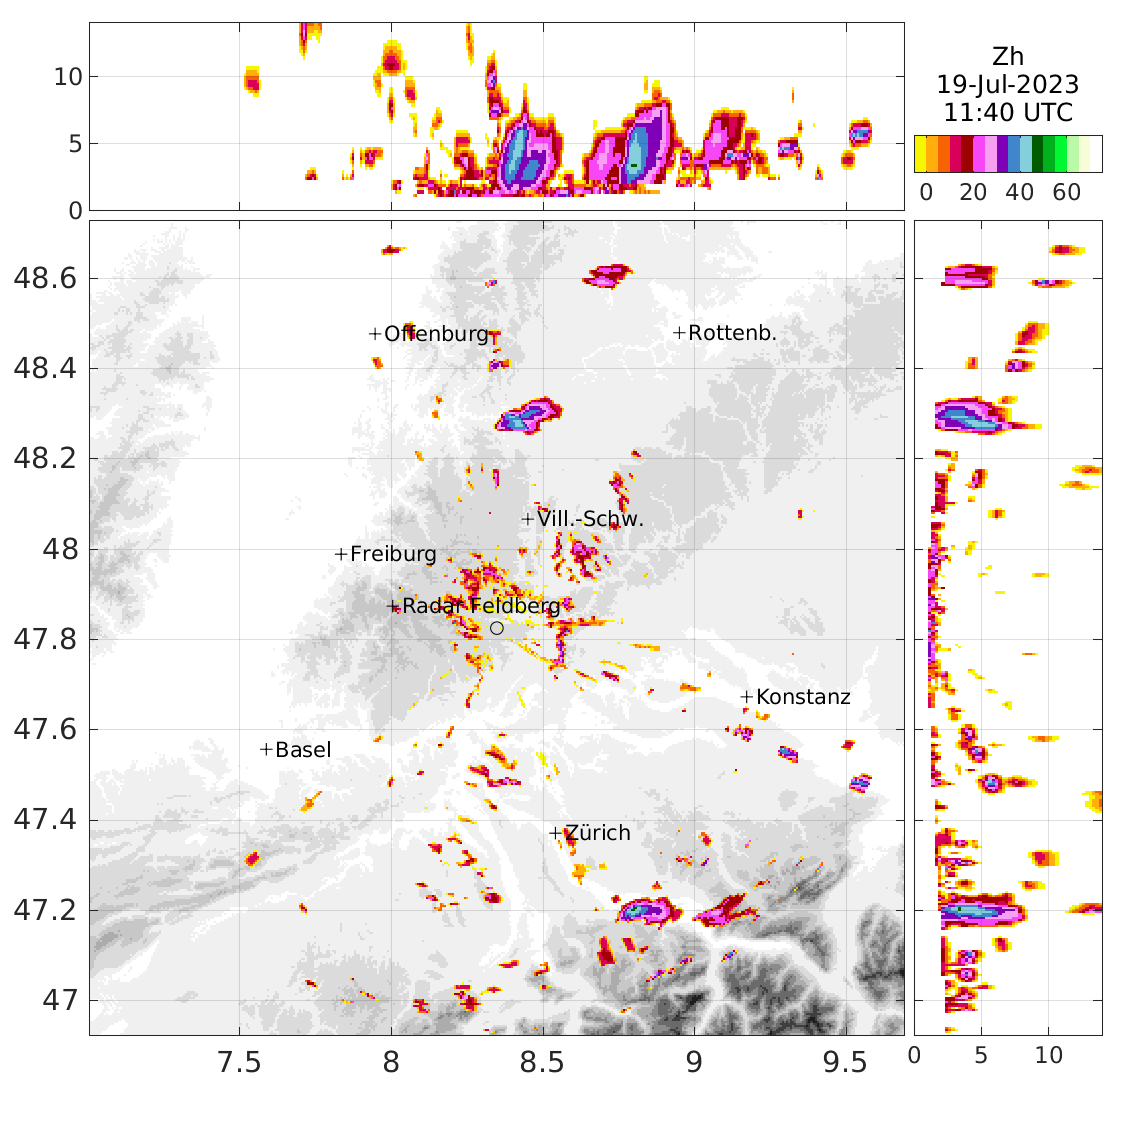 Zh
19-Jul-2023
11:40 UTC
0 20 40 60
10
5
0
48.6
48.4
48.2
48
47.8
47.6
47.4
47.2
47
+Offenburg
+Rottenb.
+Vill.-Schw.
+Freiburg
+Radar Feldberg
+Konstanz
+Basel
+Zürich
7.5 8 8.5 9 9.5
0 5 10